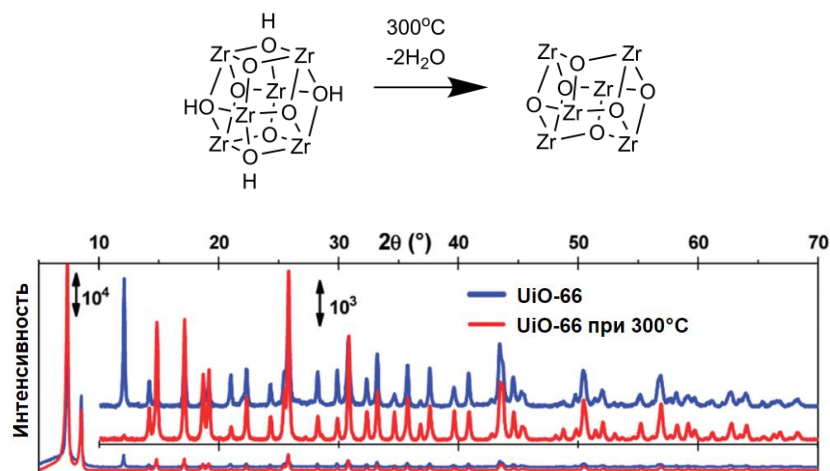 H
O
Zr O Zr
O Zr OH
HO Zr O
Zr O Zr
O
H
300°C
-2H₂O
Zr O Zr
O Zr O
O Zr O
Zr O Zr
10 20 30 2θ (°) 40 50 60 70
10⁴
10³
UiO-66
UiO-66 при 300°C
Интенсивность